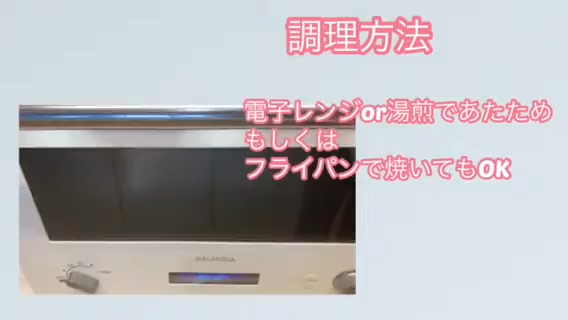 調理方法
電子レンジor湯煎であたため
もしくは
フライパンで焼いてもOK